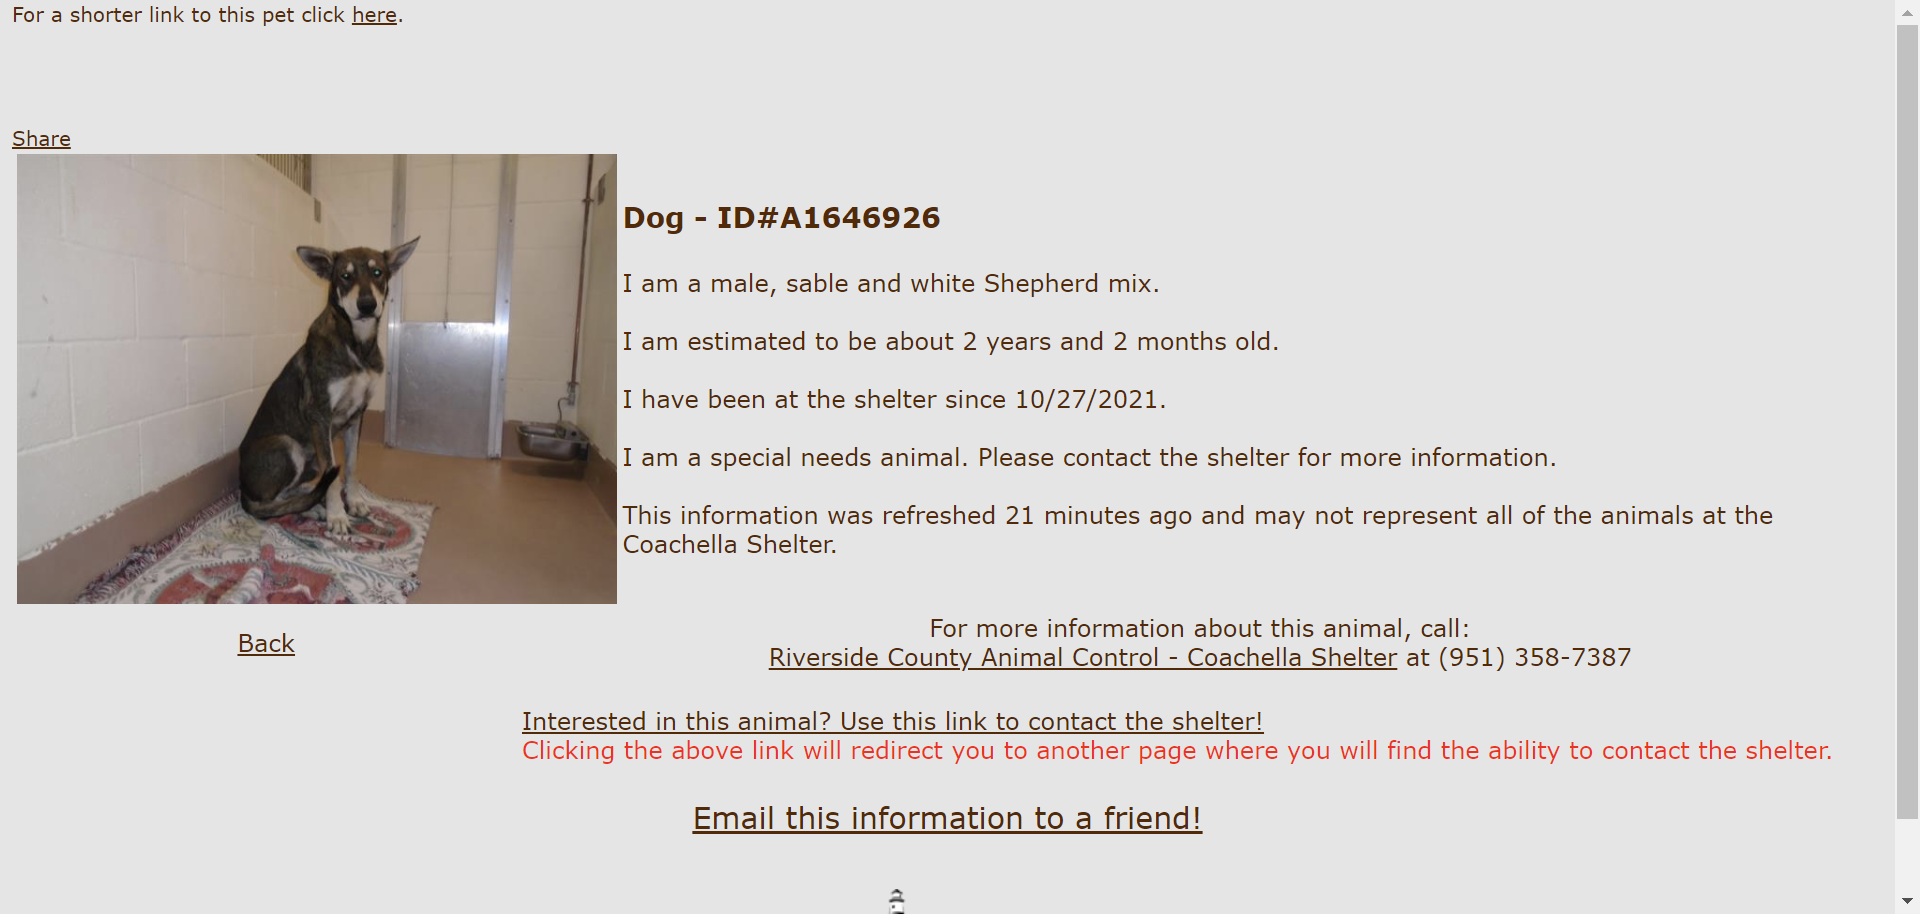 For a shorter link to this pet click here.
Share
Dog - ID#A1646926
I am a male, sable and white Shepherd mix.
I am estimated to be about 2 years and 2 months old.
I have been at the shelter since 10/27/2021.
I am a special needs animal. Please contact the shelter for more information.
This information was refreshed 21 minutes ago and may not represent all of the animals at the
Coachella Shelter.
Back
For more information about this animal, call:
Riverside County Animal Control - Coachella Shelter at (951) 358-7387
Interested in this animal? Use this link to contact the shelter!
Clicking the above link will redirect you to another page where you will find the ability to contact the shelter.
Email this information to a friend!